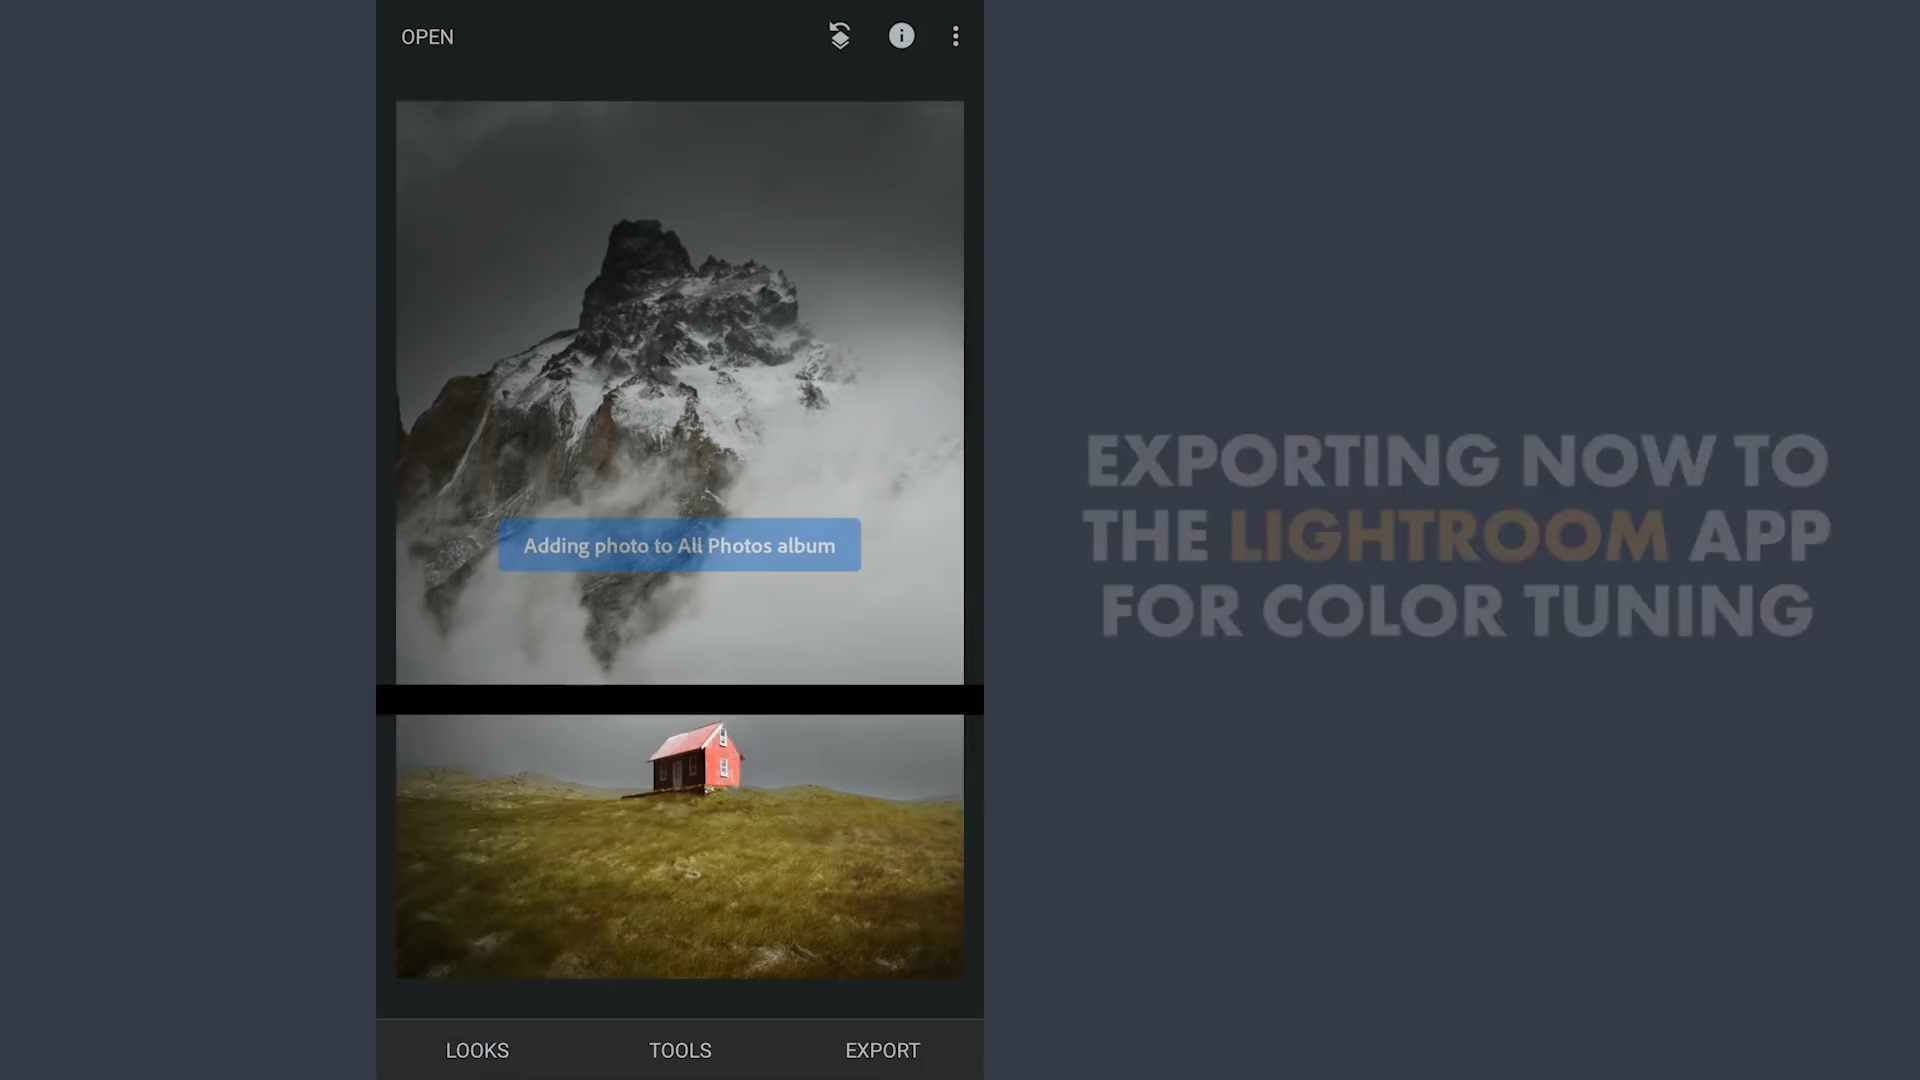 OPEN
Adding photo to All Photos album
EXPORTING NOW TO
THE LIGHTROOM APP
FOR COLOR TUNING
LOOKS
TOOLS
EXPORT